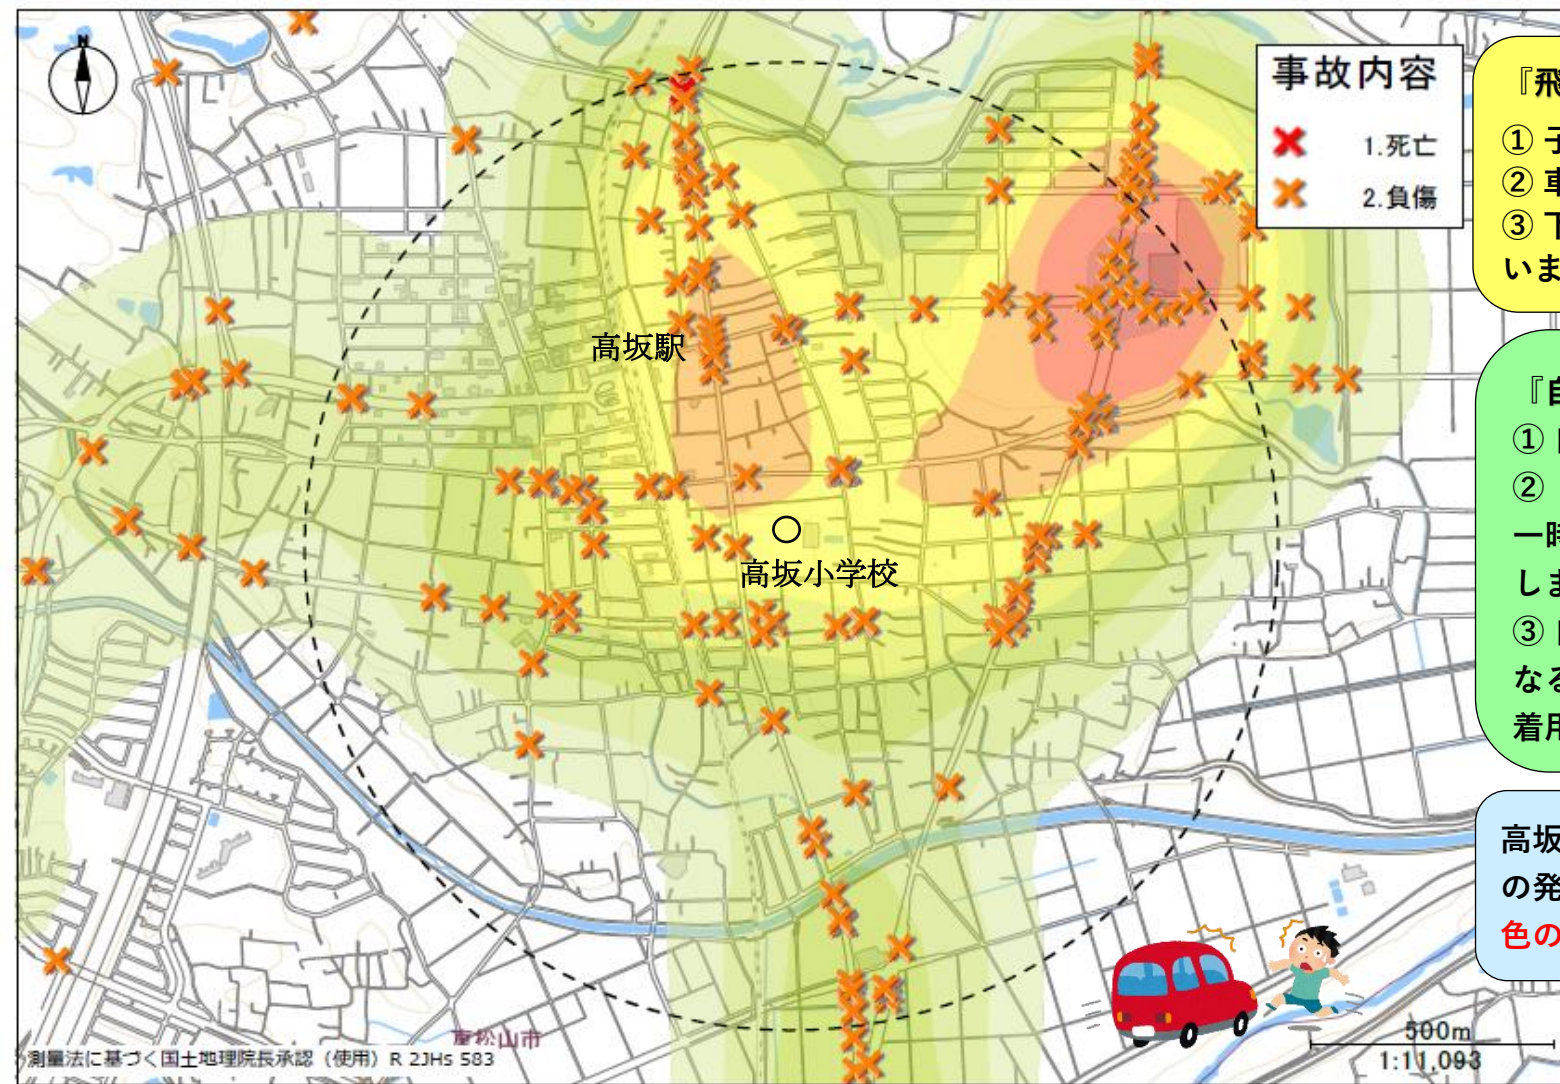 N
事故内容
1.死亡
2.負傷
高坂駅
高坂小学校
東松山市
測量法に基づく国土地理院長承認（使用）R 2JHs 583
500m
1:11,093
『飛
① 子
② 車
③
いま
『自
①
②
一時
しま
③
なる
着用
高坂
の発
色の